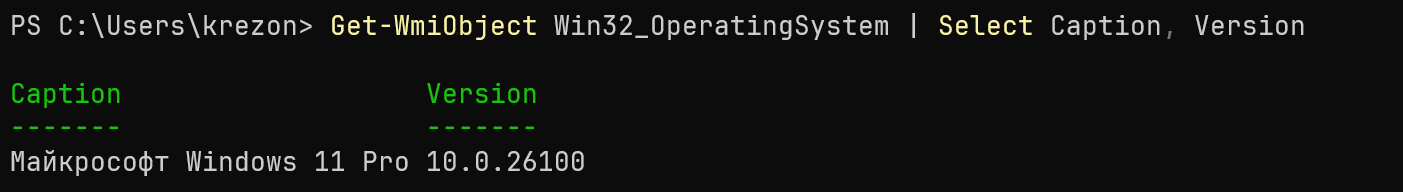 PS C:\Users\krezon> Get-WmiObject Win32_OperatingSystem | Select Caption, Version
Caption Version
------- -------
Майкрософт Windows 11 Pro 10.0.26100